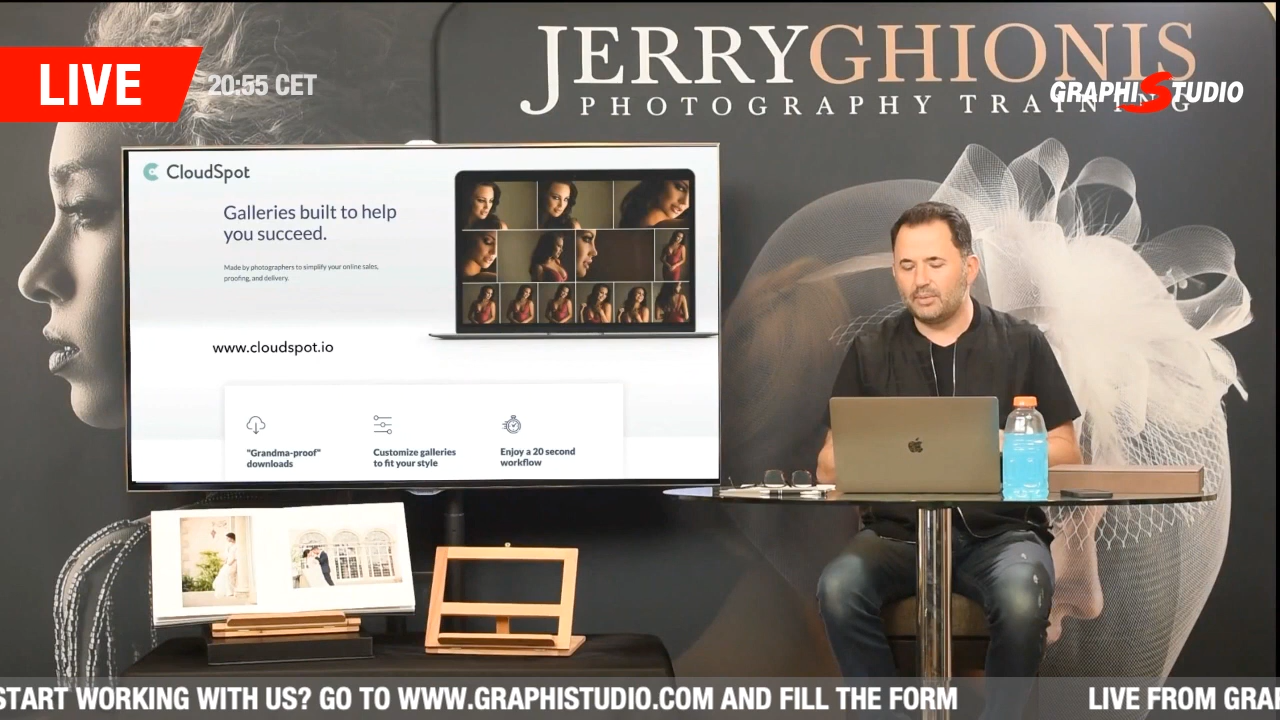 JERRYGHIONIS
PHOTOGRAPHY TRAINING
LIVE
20:55 CET
GRAPHISTUDIO
CloudSpot
Galleries built to help
you succeed.
Made by photographers to simplify your online sales,
proofing, and delivery.
www.cloudspot.io
"Grandma-proof"
downloads
Customize galleries
to fit your style
Enjoy a 20 second
workflow
START WORKING WITH US? GO TO WWW.GRAPHISTUDIO.COM AND FILL THE FORM
LIVE FROM GRA